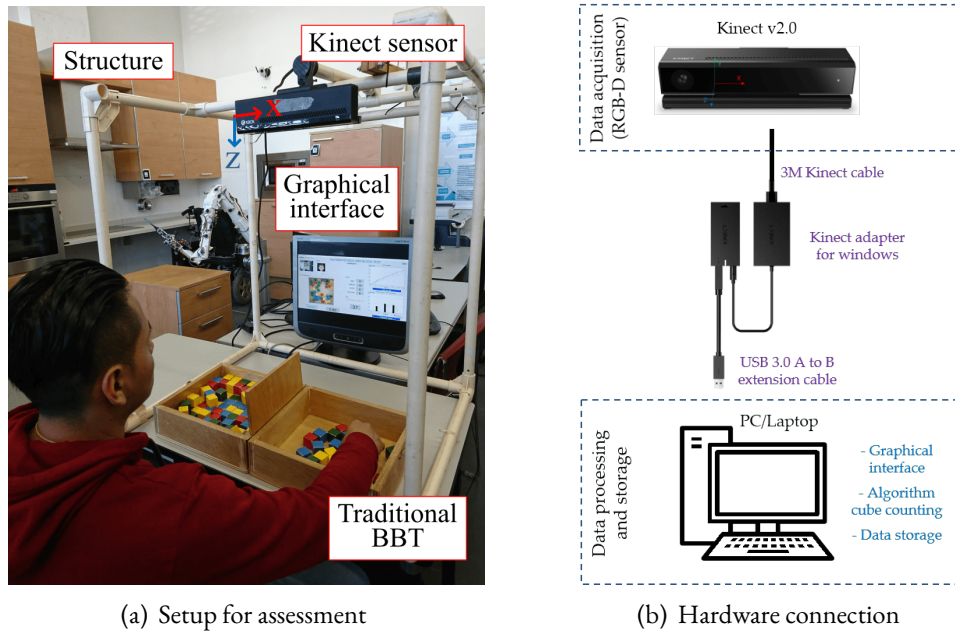 Structure
Kinect sensor
X
Z
Graphical
interface
Traditional
BBT
(a) Setup for assessment
Data acquisition
(RGB-D sensor)
Kinect v2.0
3M Kinect cable
Kinect adapter
for windows
USB 3.0 A to B
extension cable
Data processing
and storage
PC/Laptop
- Graphical
interface
- Algorithm
cube counting
- Data storage
(b) Hardware connection